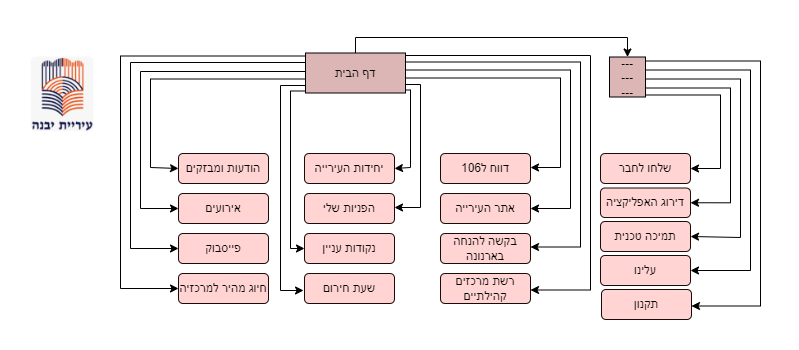 דף הבית
---
---
---
עיריית יבנה
שלחו לחבר
דירוג האפליקציה
תמיכה טכנית
עלינו
תקנון
דווח ל106
אתר העירייה
בקשה להנחה
בארנונה
רשת מרכזים
קהילתיים
יחידות העירייה
הפניות שלי
נקודות עניין
שעת חירום
הודעות ומבזקים
אירועים
פייסבוק
חיוג מהיר למרכזיה